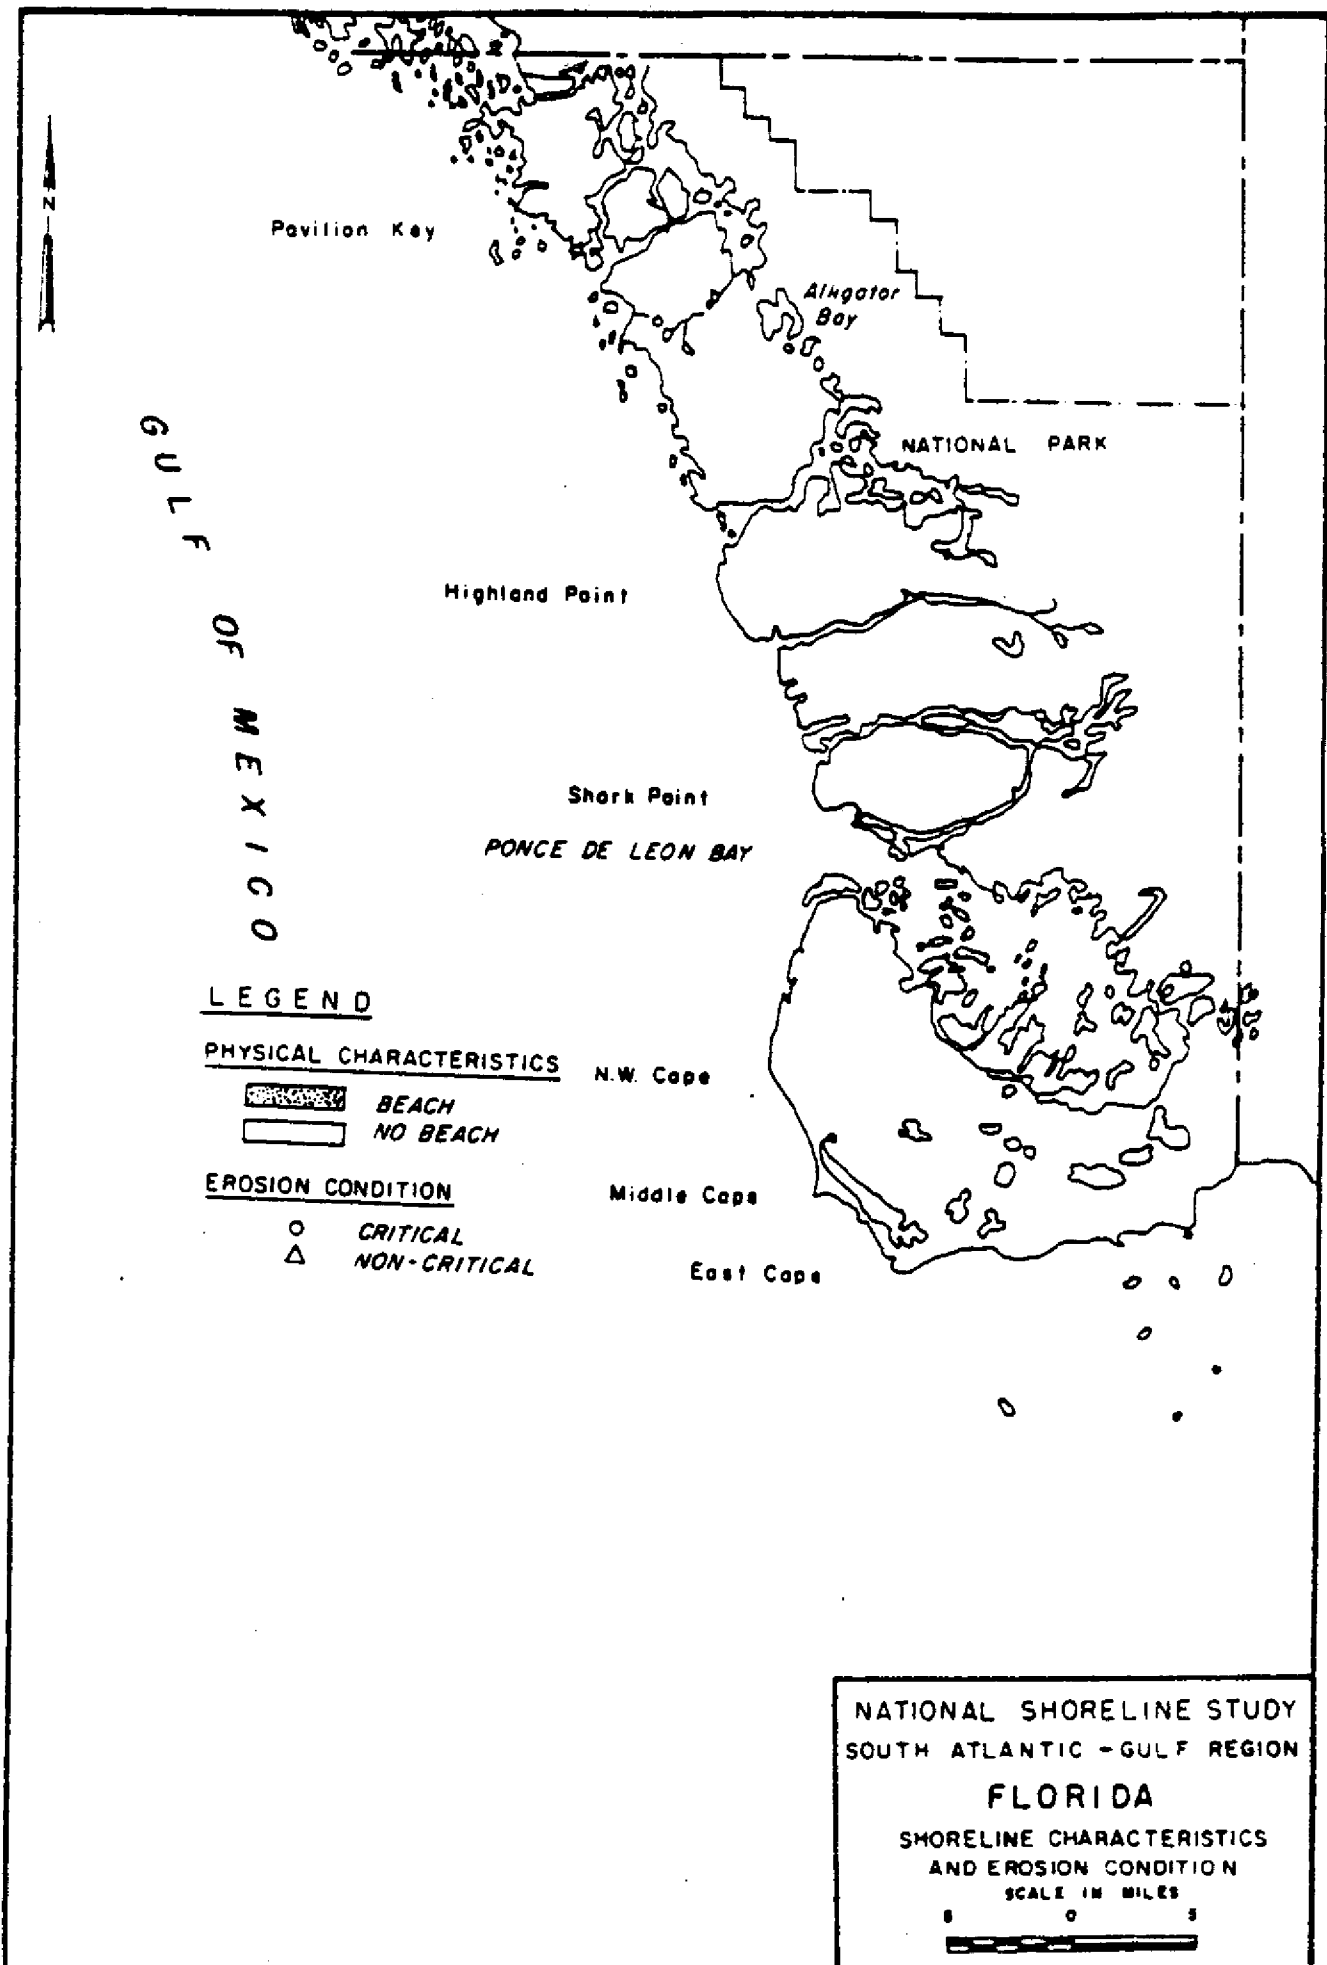 N
Pavilion Key
Alligator
Bay
NATIONAL PARK
GULF OF MEXICO
Highland Point
Shark Point
PONCE DE LEON BAY
LEGEND
PHYSICAL CHARACTERISTICS
BEACH
NO BEACH
EROSION CONDITION
CRITICAL
NON-CRITICAL
N.W. Cape
Middle Cape
East Cape
NATIONAL SHORELINE STUDY
SOUTH ATLANTIC - GULF REGION
FLORIDA
SHORELINE CHARACTERISTICS
AND EROSION CONDITION
SCALE IN MILES
5 0 5